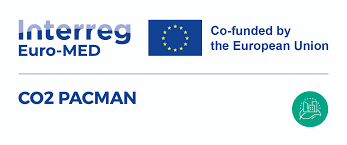 Interreg
Euro-MED
Co-funded by
the European Union
CO2 PACMAN